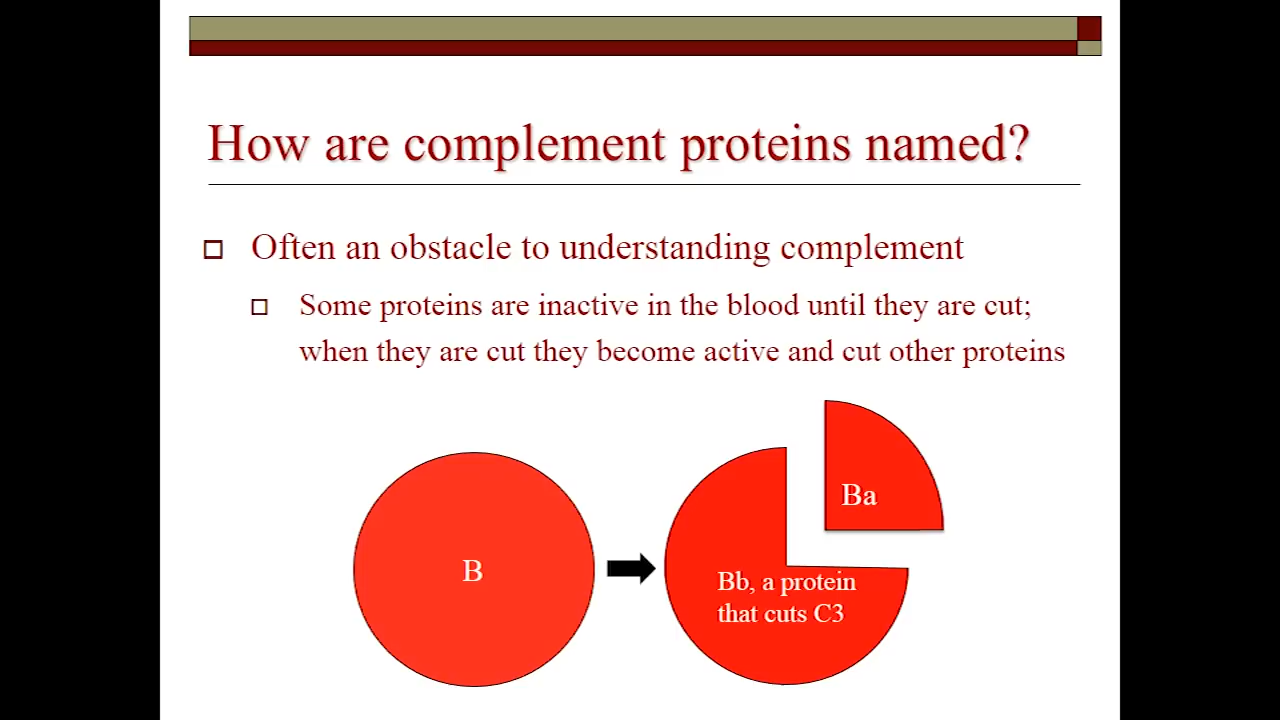 How are complement proteins named?
Often an obstacle to understanding complement
Some proteins are inactive in the blood until they are cut;
when they are cut they become active and cut other proteins
B
Ba
Bb, a protein
that cuts C3